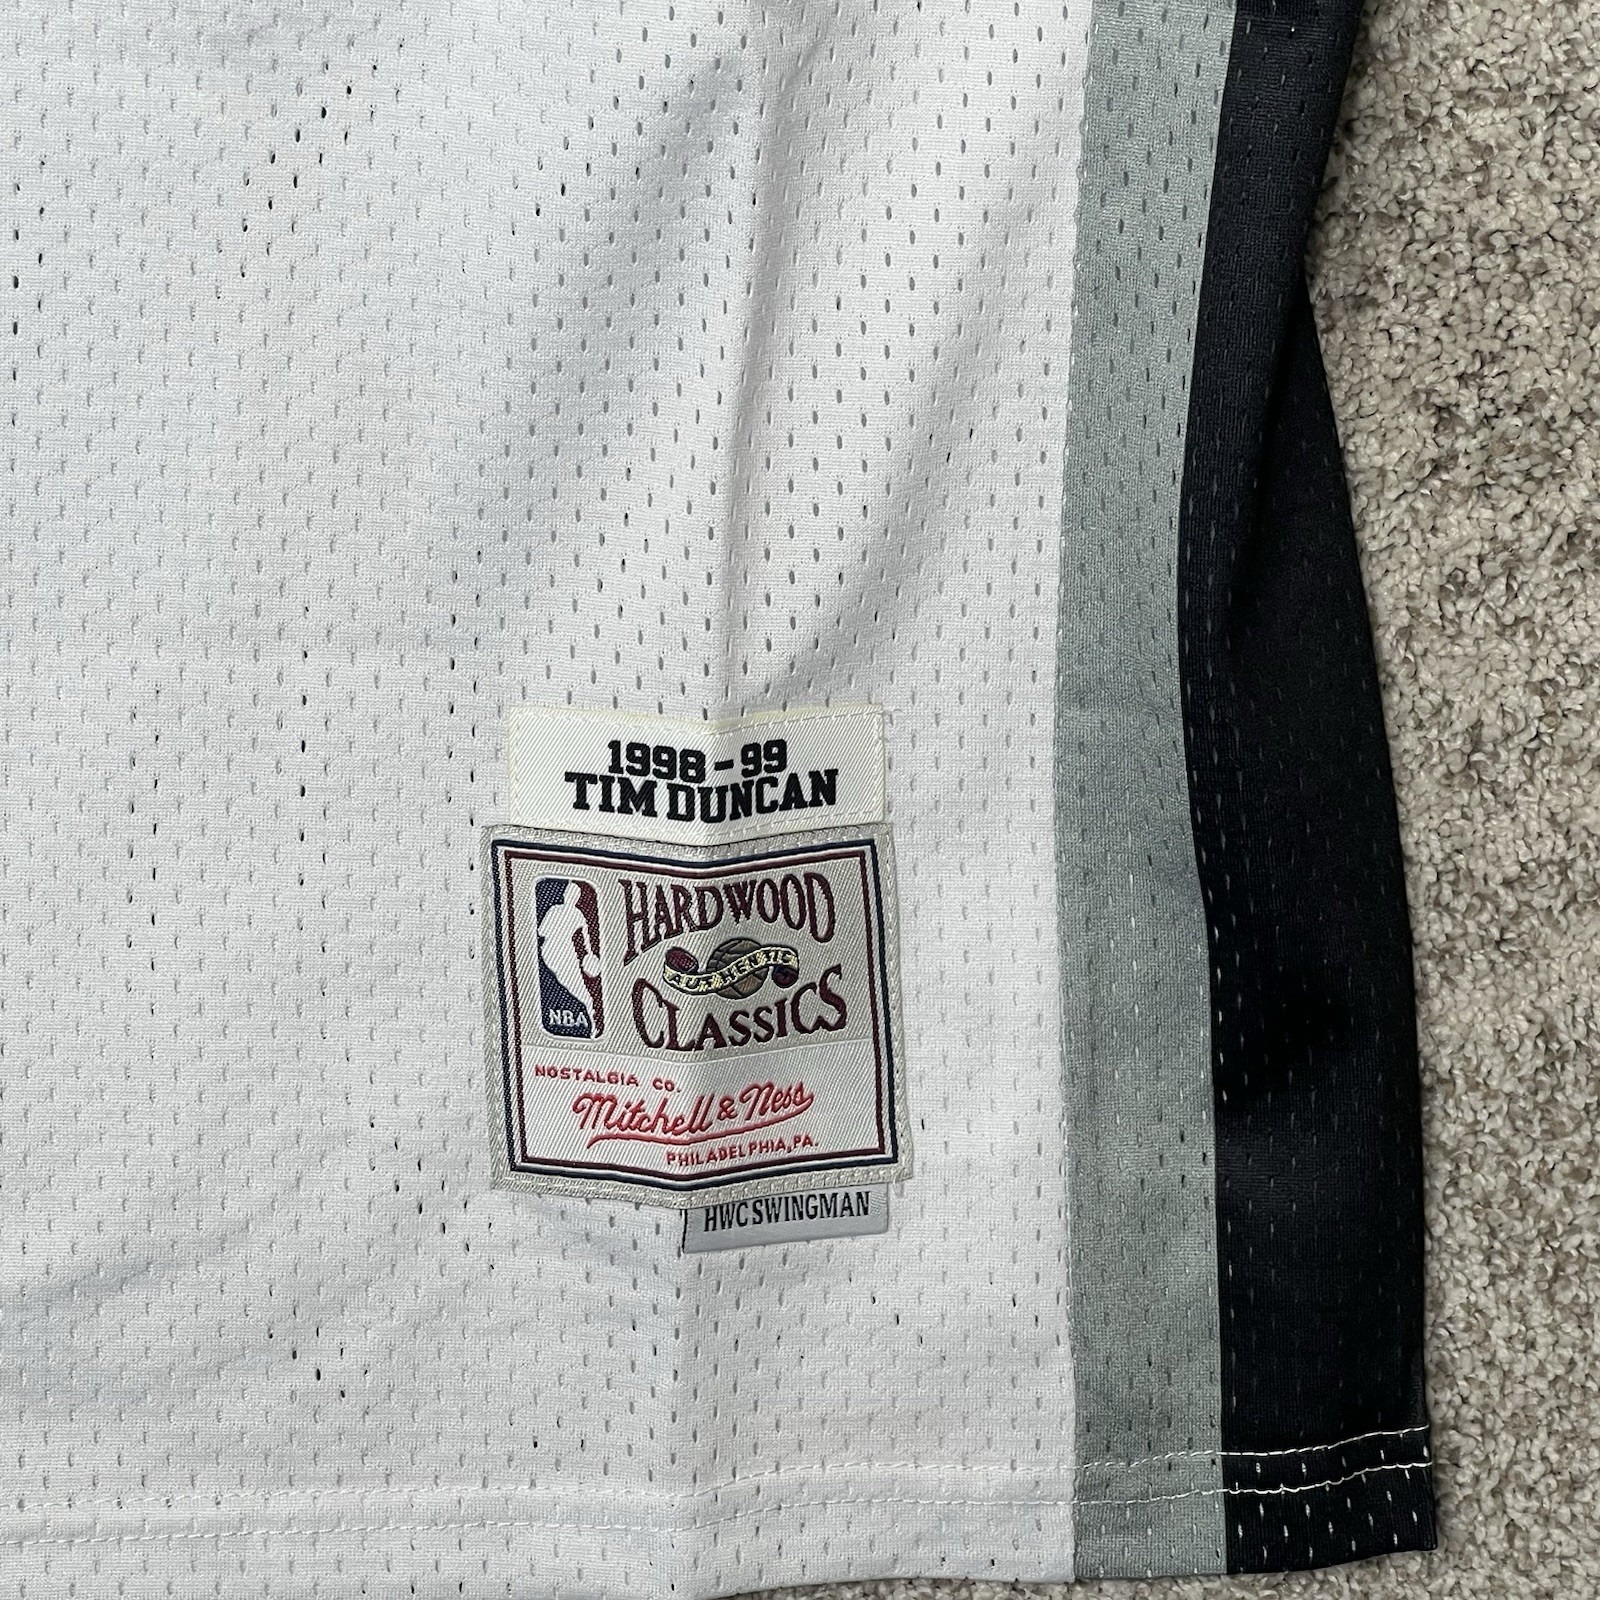 1998-99
TIM DUNCAN
HARDWOOD
AUTHENTIC
CLASSICS
NBA
NOSTALGIA CO.
Mitchell & Ness
PHILADELPHIA, PA.
HWC SWINGMAN